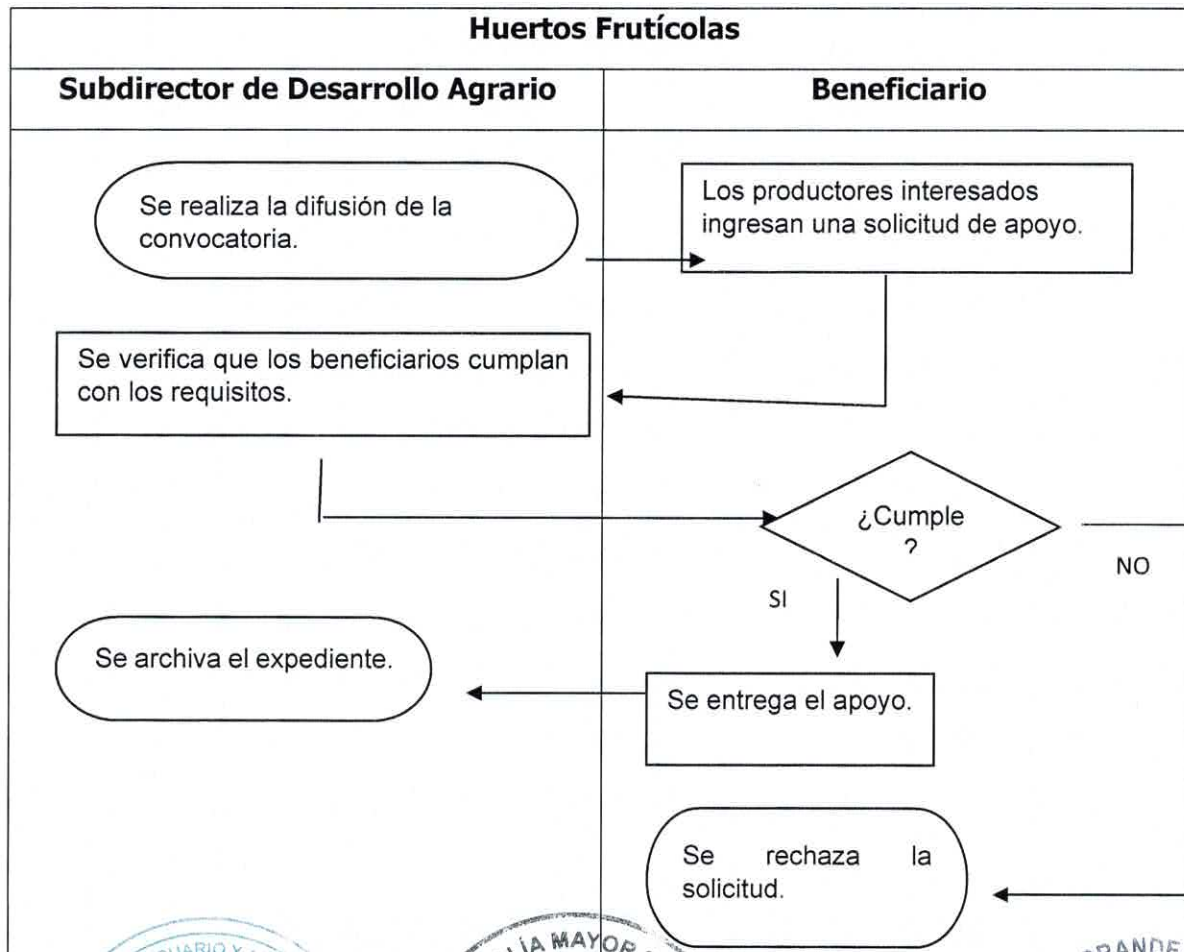 Huertos Frutícolas
Subdirector de Desarrollo Agrario
Beneficiario
Se realiza la difusión de la
convocatoria.
Los productores interesados
ingresan una solicitud de apoyo.
Se verifica que los beneficiarios cumplan
con los requisitos.
¿Cumple
?
NO
SI
Se archiva el expediente.
Se entrega el apoyo.
Se rechaza la
solicitud.
MAYOR